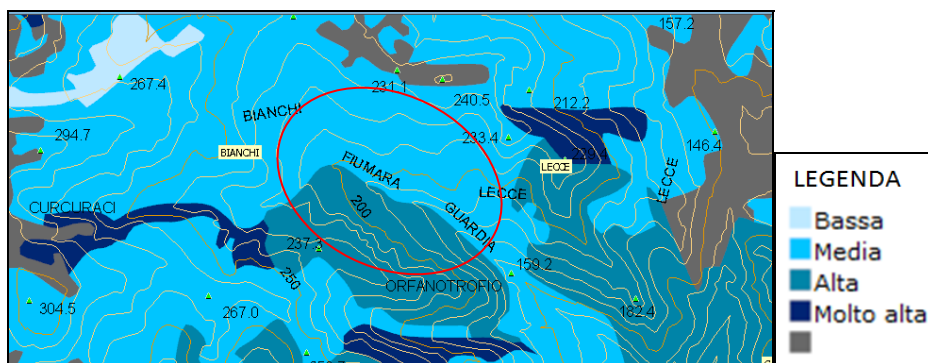 157.2
267.4
231.1
240.5
212.2
BIANCHI
233.4
146.4
294.7
BIANCHI
FIUMARA
LECCE
LECCE
LECCE
200
CURCURACI
GUARDIA
237.3
250
159.2
ORFANOTROFIO
304.5
267.0
182.4
LEGENDA
Bassa
Media
Alta
Molto alta